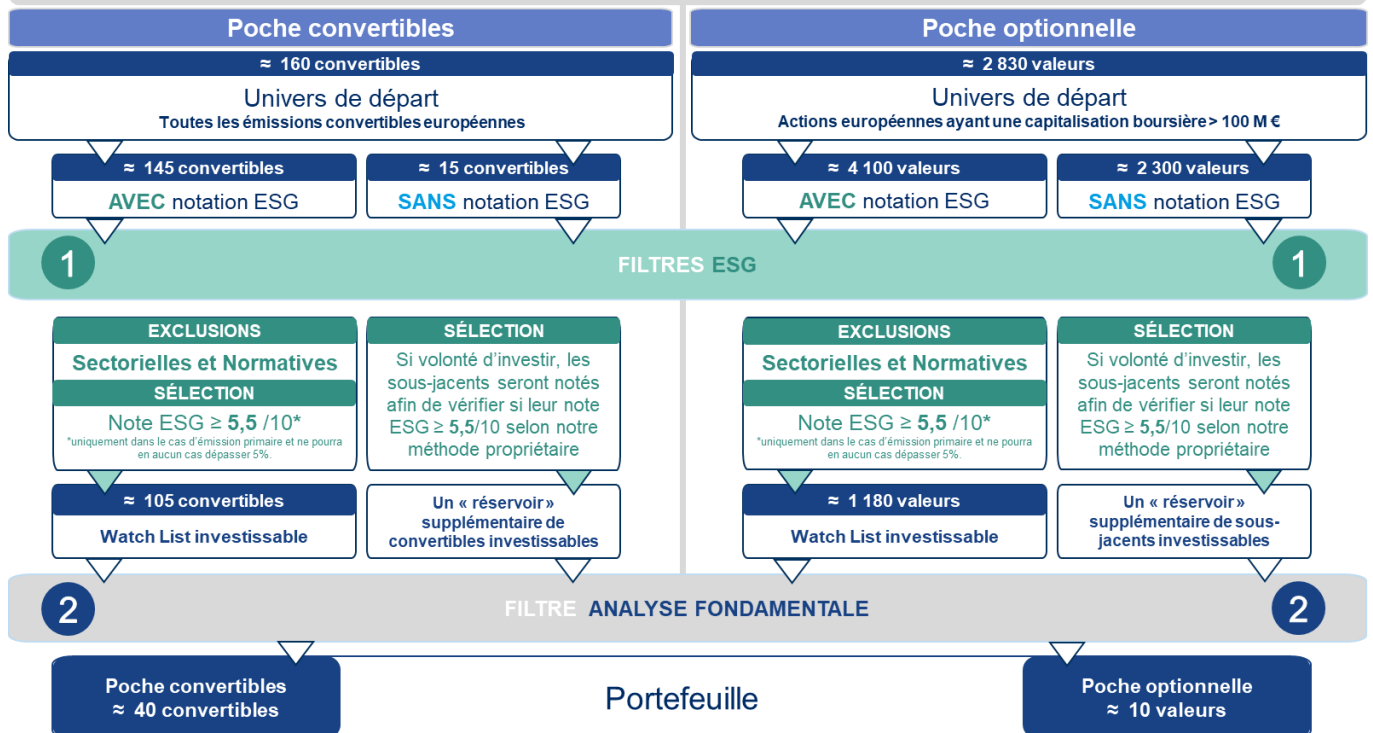 Poche convertibles
Poche optionnelle
≈ 160 convertibles
Univers de départ
Toutes les émissions convertibles européennes
≈ 2 830 valeurs
Univers de départ
Actions européennes ayant une capitalisation boursière > 100 M €
≈ 145 convertibles
AVEC notation ESG
≈ 15 convertibles
SANS notation ESG
≈ 4 100 valeurs
AVEC notation ESG
≈ 2 300 valeurs
SANS notation ESG
1
FILTRES ESG
1
EXCLUSIONS
Sectorielles et Normatives
SÉLECTION
Note ESG ≥ 5,5 /10*
*uniquement dans le cas d’émission primaire et ne pourra
en aucun cas dépasser 5%.
SÉLECTION
Si volonté d’investir, les
sous-jacents seront notés
afin de vérifier si leur note
ESG ≥ 5,5/10 selon notre
méthode propriétaire
EXCLUSIONS
Sectorielles et Normatives
SÉLECTION
Note ESG ≥ 5,5 /10*
*uniquement dans le cas d’émission primaire et ne pourra
en aucun cas dépasser 5%.
SÉLECTION
Si volonté d’investir, les
sous-jacents seront notés
afin de vérifier si leur note
ESG ≥ 5,5/10 selon notre
méthode propriétaire
≈ 105 convertibles
Watch List investissable
Un « réservoir »
supplémentaire de
convertibles investissables
≈ 1 180 valeurs
Watch List investissable
Un « réservoir »
supplémentaire de sous-
jacents investissables
2
FILTRE ANALYSE FONDAMENTALE
2
Poche convertibles
≈ 40 convertibles
Portefeuille
Poche optionnelle
≈ 10 valeurs